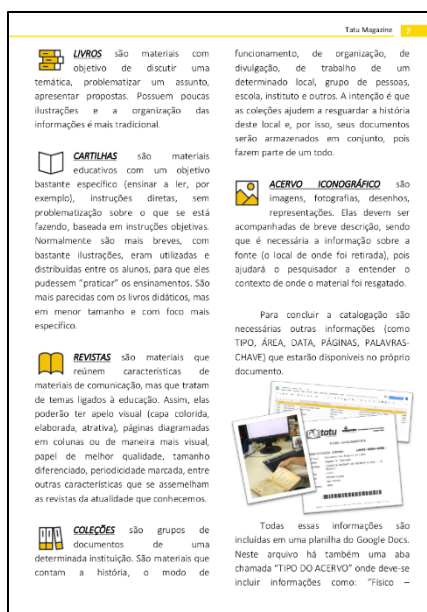 Tatu Magazine 7
LIVROS são materiais com
objetivo de discutir uma
temática, problematizar um assunto,
apresentar propostas. Possuem poucas
ilustrações e a organização das
informações é mais tradicional.
CARTILHAS são materiais
educativos com um objetivo
bastante específico (ensinar a ler, por
exemplo), instruções diretas, sem
problematização sobre o que se está
fazendo, baseada em instruções objetivas.
Normalmente são mais breves, com
bastante ilustrações, eram utilizadas e
distribuídas entre os alunos, para que eles
pudessem "praticar" os ensinamentos. São
mais parecidas com os livros didáticos, mas
em menor tamanho e com foco mais
específico.
REVISTAS são materiais que
reúnem características de
materiais de comunicação, mas que tratam
de temas ligados à educação. Assim, elas
poderão ter apelo visual (capa colorida,
elaborada, atrativa), páginas diagramadas
em colunas ou de maneira mais visual,
papel de melhor qualidade, tamanho
diferenciado, periodicidade marcada, entre
outras características que se assemelham
as revistas da atualidade que conhecemos.
COLEÇÕES são grupos de
documentos de uma
determinada instituição. São materiais que
contam a história, o modo de
funcionamento, de organização, de
divulgação, de trabalho de um
determinado local, grupo de pessoas,
escola, instituto e outros. A intenção é que
as coleções ajudem a resguardar a história
deste local e, por isso, seus documentos
serão armazenados em conjunto, pois
fazem parte de um todo.
ACERVO ICONOGRÁFICO são
imagens, fotografias, desenhos,
representações. Elas devem ser
acompanhadas de breve descrição, sendo
que é necessária a informação sobre a
fonte (o local de onde foi retirada), pois
ajudará o pesquisador a entender o
contexto de onde o material foi resgatado.
Para concluir a catalogação são
necessárias outras informações (como
TIPO, ÁREA, DATA, PÁGINAS, PALAVRAS-
CHAVE) que estarão disponíveis no próprio
documento.
tatu
Todas essas informações são
incluídas em uma planilha do Google Docs.
Neste arquivo há também uma aba
chamada "TIPO DO ACERVO" onde deve-se
incluir informações como: "Físico –